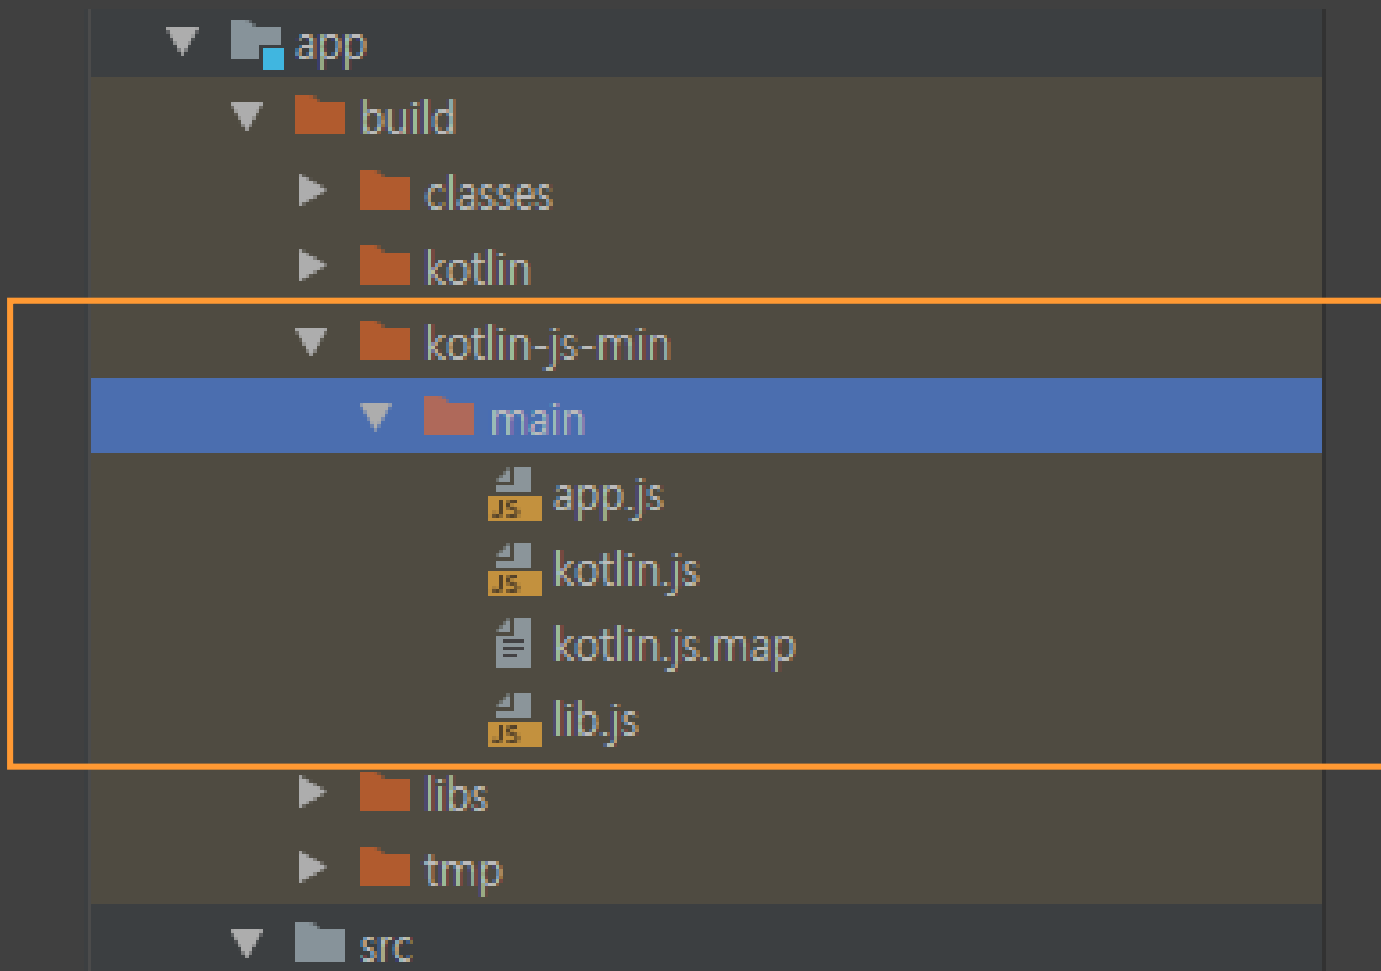 app
build
classes
kotlin
kotlin-js-min
main
JS app.js
JS kotlin.js
kotlin.js.map
JS lib.js
libs
tmp
src